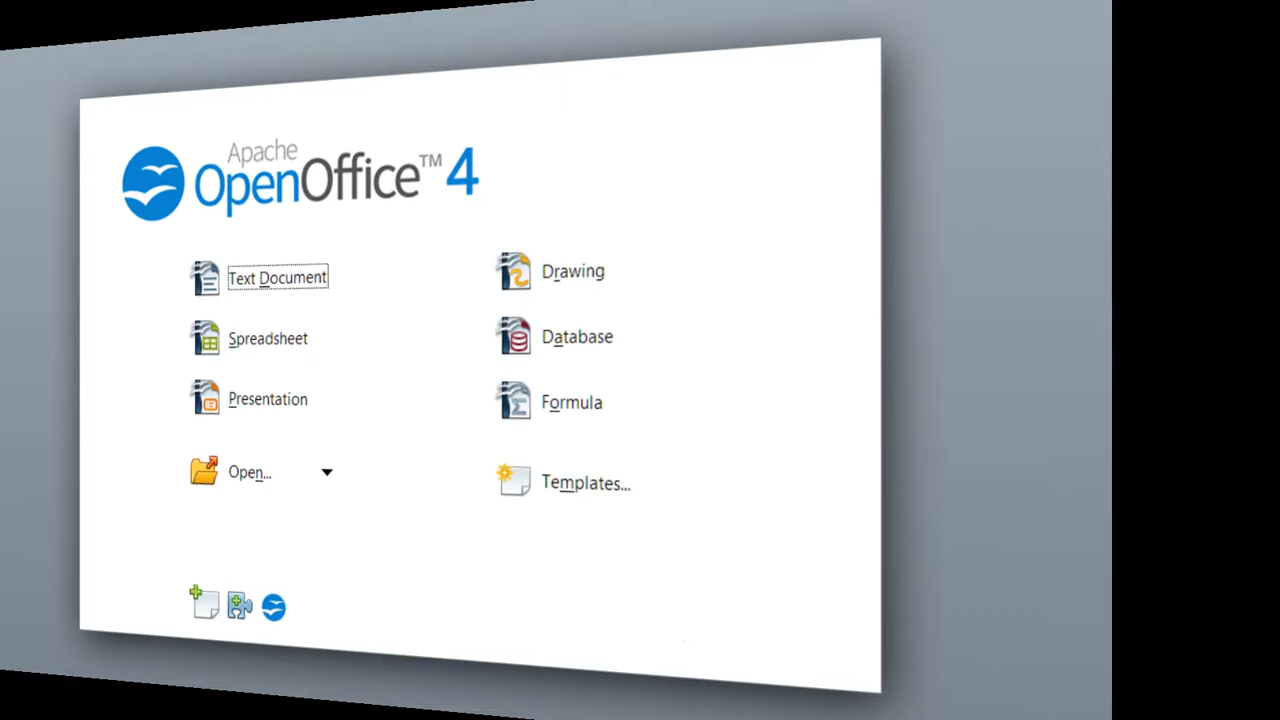 Apache
OpenOffice™ 4
Text Document
Drawing
Spreadsheet
Database
Presentation
Formula
Open...
Templates...